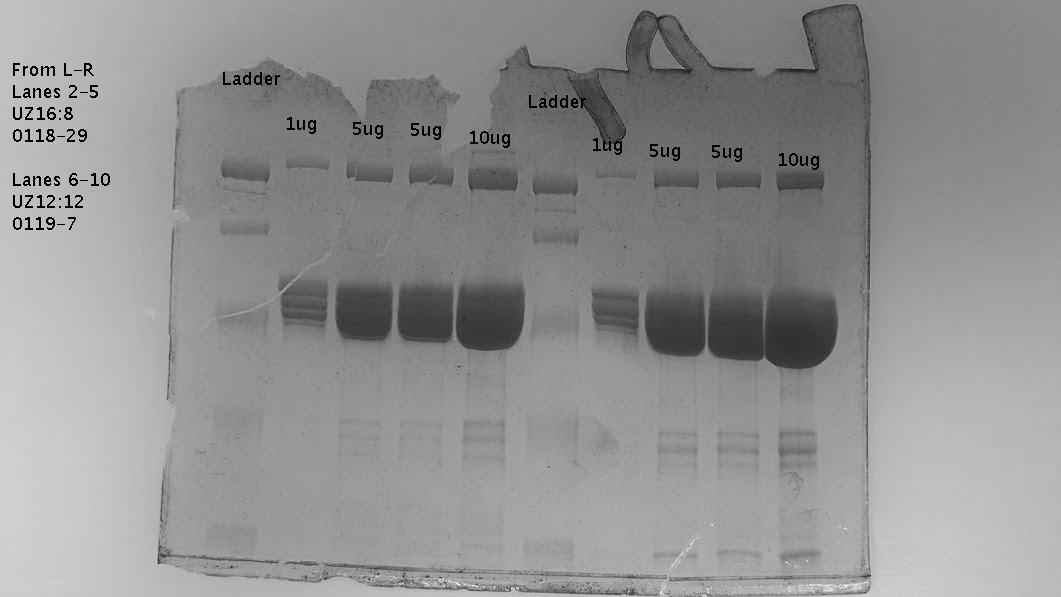 From L-R
Lanes 2-5
UZ16:8
0118-29
Lanes 6-10
UZ12:12
0119-7
Ladder
1ug
5ug
5ug
10ug
Ladder
1ug
5ug
5ug
10ug